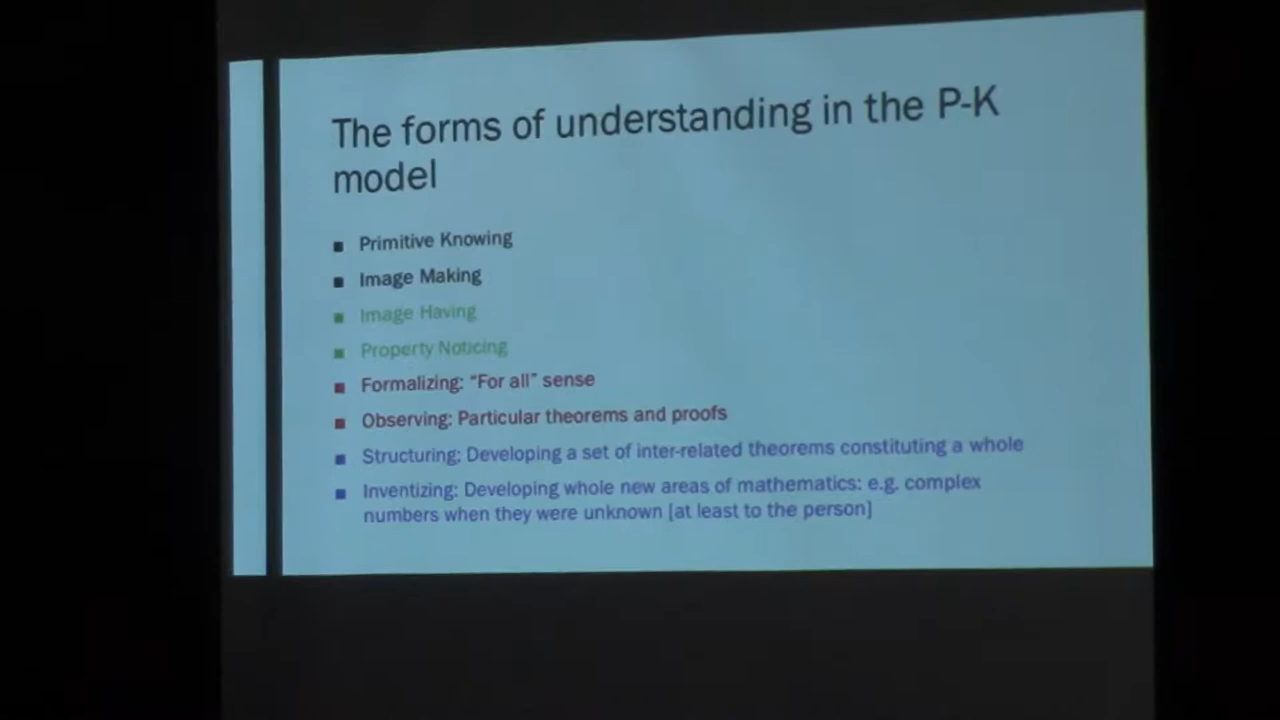 The forms of understanding in the P-K
model
Primitive Knowing
Image Making
Image Having
Property Noticing
Formalizing: “For all” sense
Observing: Particular theorems and proofs
Structuring: Developing a set of inter-related theorems constituting a whole
Inventizing: Developing whole new areas of mathematics: e.g. complex
numbers when they were unknown [at least to the person]